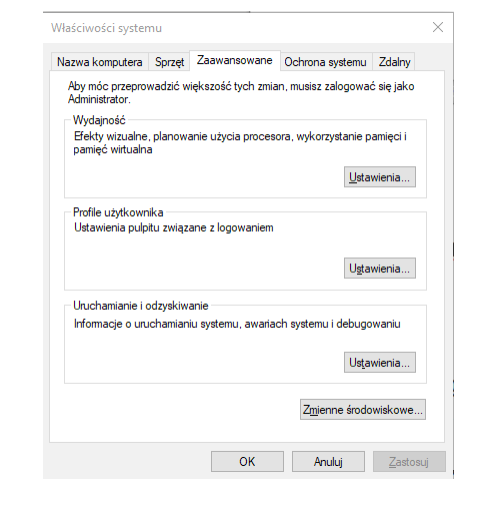 Właściwości systemu
Nazwa komputera Sprzęt Zaawansowane Ochrona systemu Zdalny
Aby móc przeprowadzić większość tych zmian, musisz zalogować się jako
Administrator.
Wydajność
Efekty wizualne, planowanie użycia procesora, wykorzystanie pamięci i
pamięć wirtualna
Ustawienia...
Profile użytkownika
Ustawienia pulpitu związane z logowaniem
Ustawienia...
Uruchamianie i odzyskiwanie
Informacje o uruchamianiu systemu, awariach systemu i debugowaniu
Ustawienia...
Zmienne środowiskowe...
OK Anuluj Zastosuj